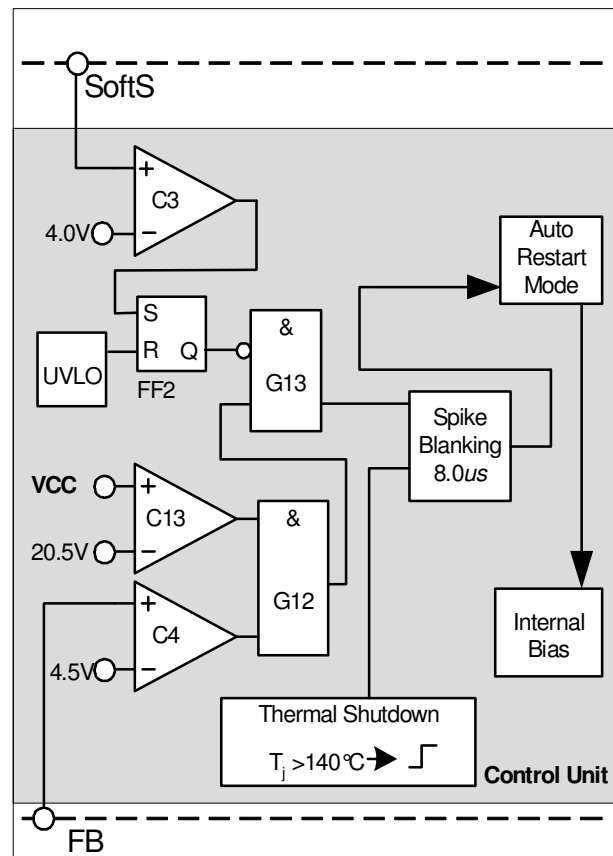 SoftS
+
C3
4.0V
−
S
R
Q
FF2
UVLO
&
G13
Auto
Restart
Mode
Spike
Blanking
8.0us
VCC
+
C13
20.5V
−
&
G12
+
C4
4.5V
−
Internal
Bias
Thermal Shutdown
Tj >140°C
Control Unit
FB